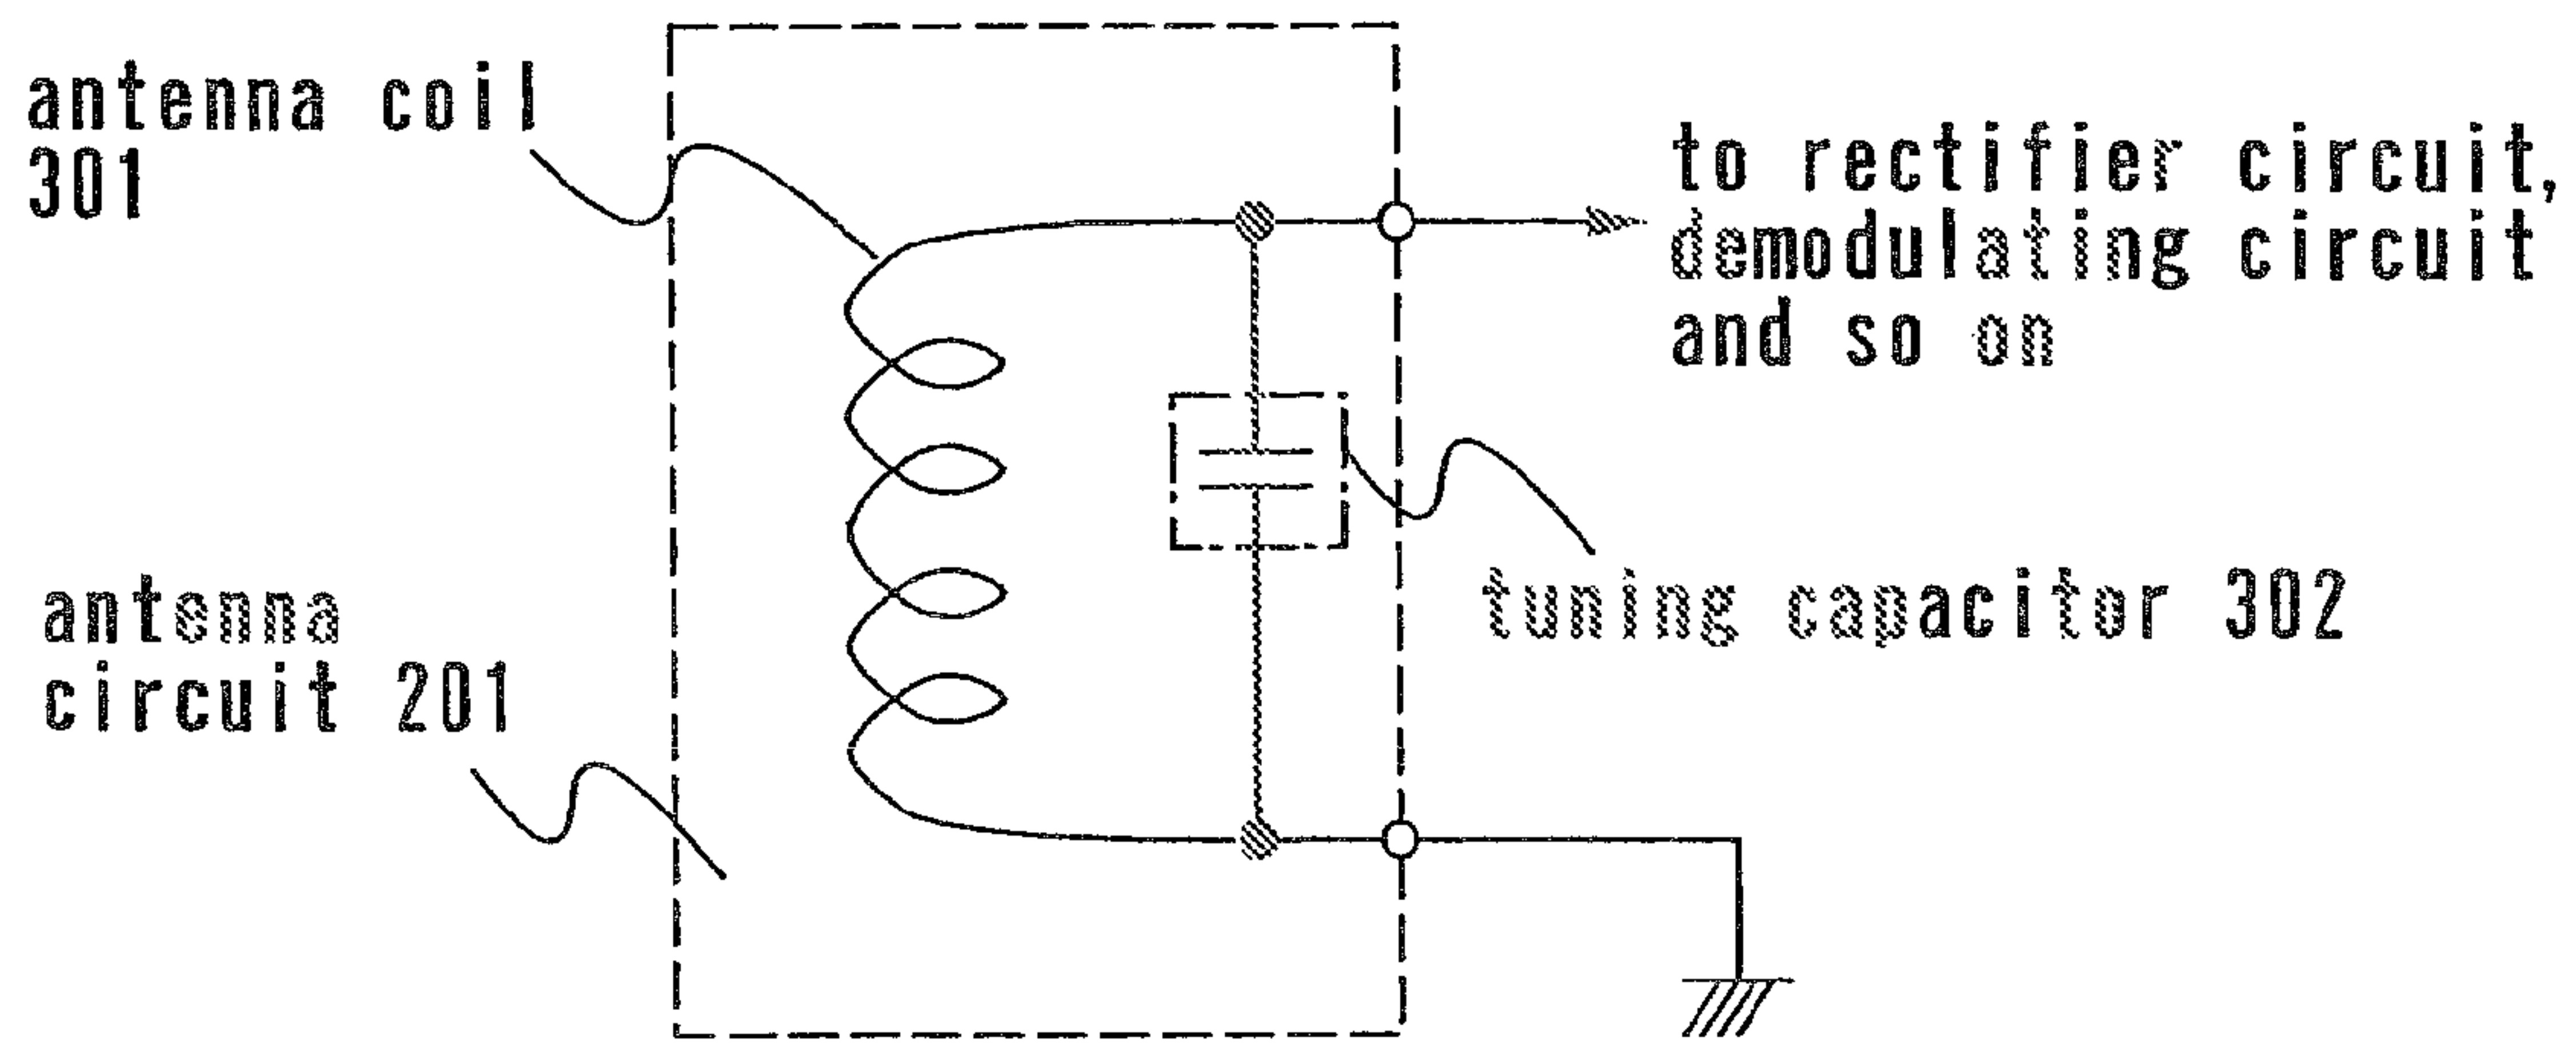 antenna coil
301
to rectifier circuit,
demodulating circuit
and so on
tuning capacitor 302
antenna
circuit 201